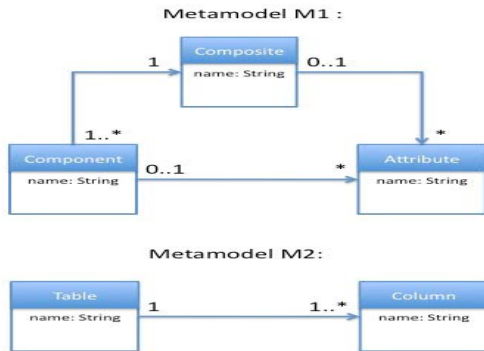 Metamodel M1 :
Composite
name: String
1
0..1
1..*
*
Component
name: String
0..1
*
Attribute
name: String
Metamodel M2:
Table
name: String
1
1..*
Column
name: String